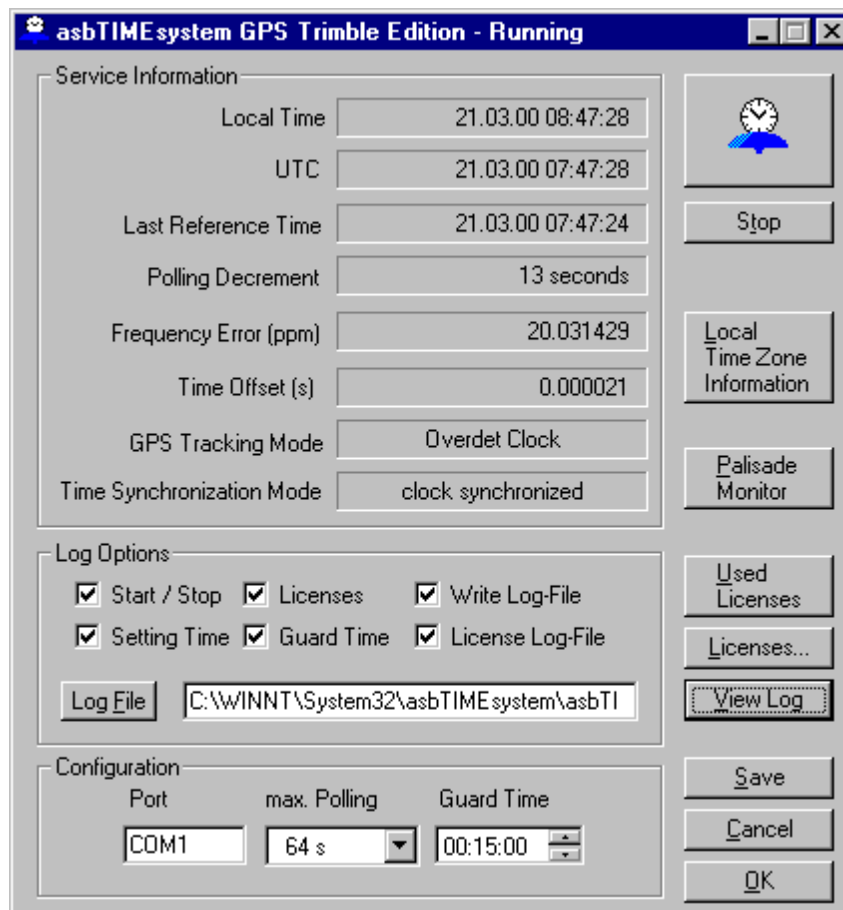 asbTIMEsystem GPS Trimble Edition - Running
Service Information
Local Time 21.03.00 08:47:28
UTC 21.03.00 07:47:28
Last Reference Time 21.03.00 07:47:24
Polling Decrement 13 seconds
Frequency Error (ppm) 20.031429
Time Offset (s) 0.000021
GPS Tracking Mode Overdet Clock
Time Synchronization Mode clock synchronized
Stop
Local
Time Zone
Information
Palisade
Monitor
Log Options
Start / Stop Licenses Write Log-File
Setting Time Guard Time License Log-File
Log File C:\WINNT\System32\asbTIMEsystem\asbTI
Used
Licenses
Licenses...
View Log
Configuration
Port max. Polling Guard Time
COM1 64 s 00:15:00
Save
Cancel
OK